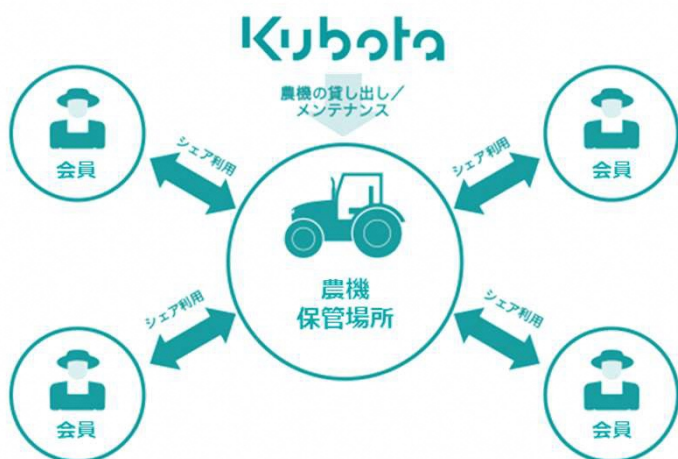 Kubota
農機の貸し出し／
メンテナンス
会員
シェア利用
シェア利用
会員
農機
保管場所
シェア利用
シェア利用
会員
会員